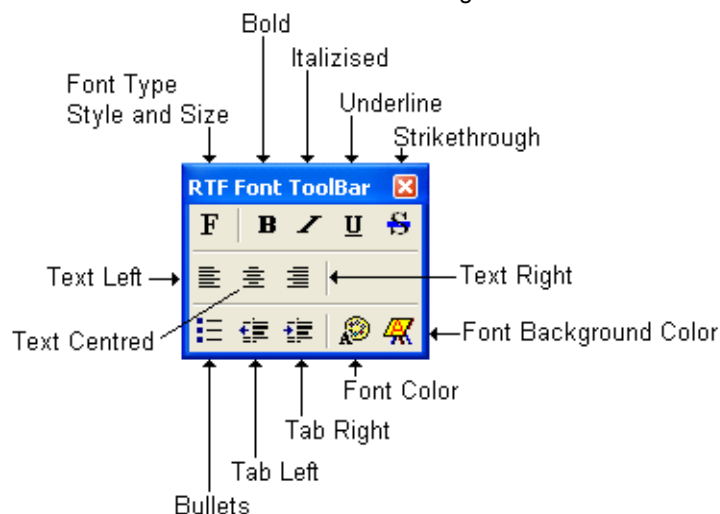 Bold
Italizised
Font Type
Style and Size
Underline
Strikethrough
RTF Font ToolBar
F B I U S
Text Left
Text Right
Text Centred
A A
Font Background Color
Font Color
Tab Right
Tab Left
Bullets